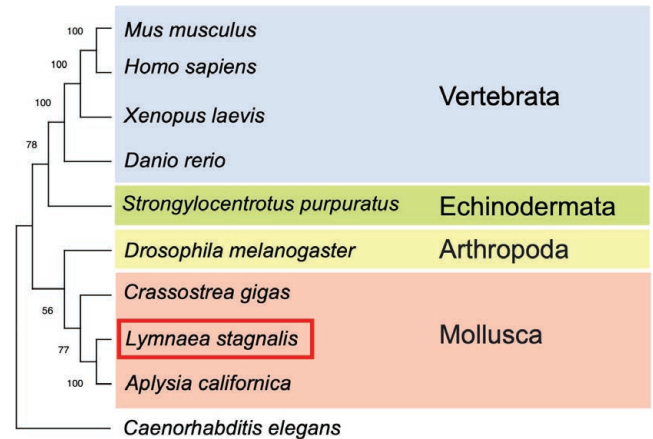 100
Mus musculus
100
Homo sapiens
100
Xenopus laevis
Vertebrata
78
Danio rerio
Strongylocentrotus purpuratus
Echinodermata
Drosophila melanogaster
Arthropoda
56
Crassostrea gigas
77
Lymnaea stagnalis
Mollusca
100
Aplysia californica
Caenorhabditis elegans